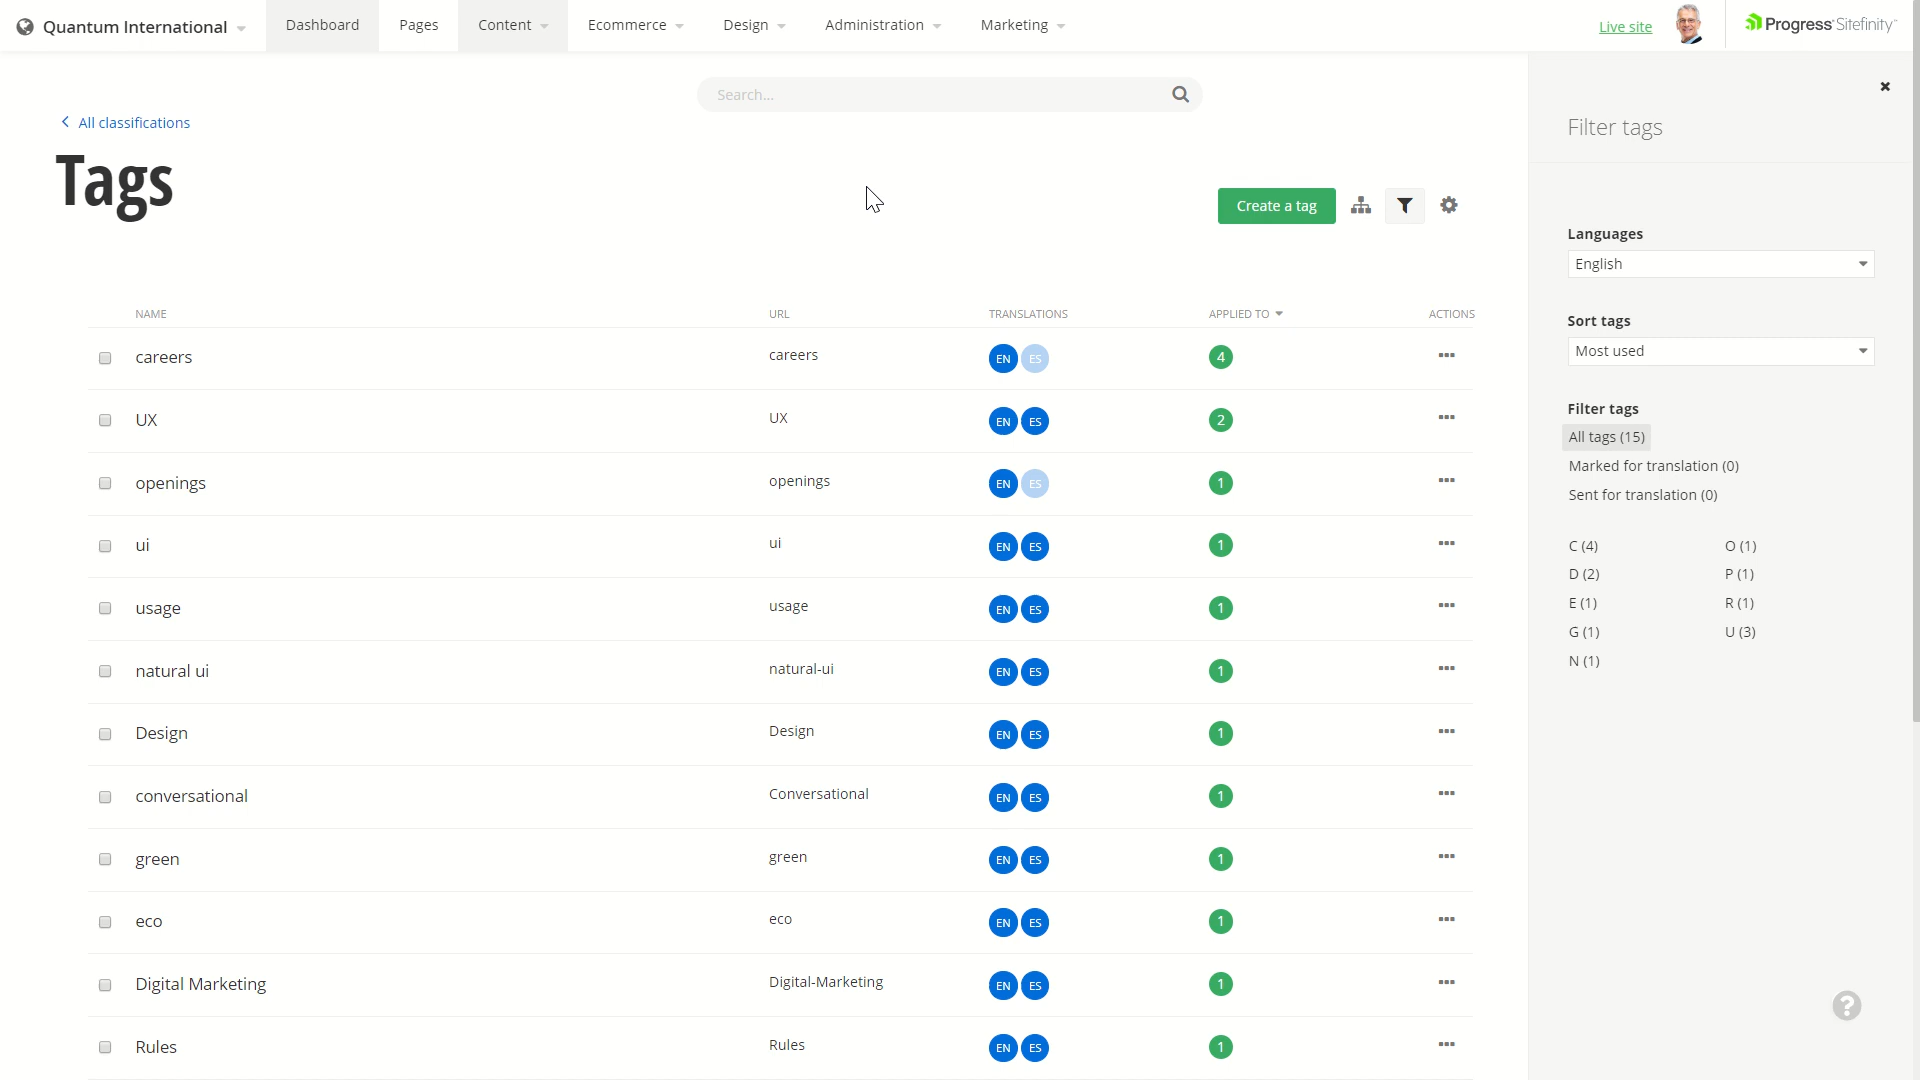 Quantum International
Dashboard
Pages
Content
Ecommerce
Design
Administration
Marketing
Live site
Progress Sitefinity
Search...
All classifications
Tags
Create a tag
NAME URL TRANSLATIONS APPLIED TO ACTIONS
careers careers EN ES 4
UX UX EN ES 2
openings openings EN ES 1
ui ui EN ES 1
usage usage EN ES 1
natural ui natural-ui EN ES 1
Design Design EN ES 1
conversational Conversational EN ES 1
green green EN ES 1
eco eco EN ES 1
Digital Marketing Digital-Marketing EN ES 1
Rules Rules EN ES 1
Filter tags
Languages
English
Sort tags
Most used
Filter tags
All tags (15)
Marked for translation (0)
Sent for translation (0)
C (4)
D (2)
E (1)
G (1)
N (1)
O (1)
P (1)
R (1)
U (3)
?